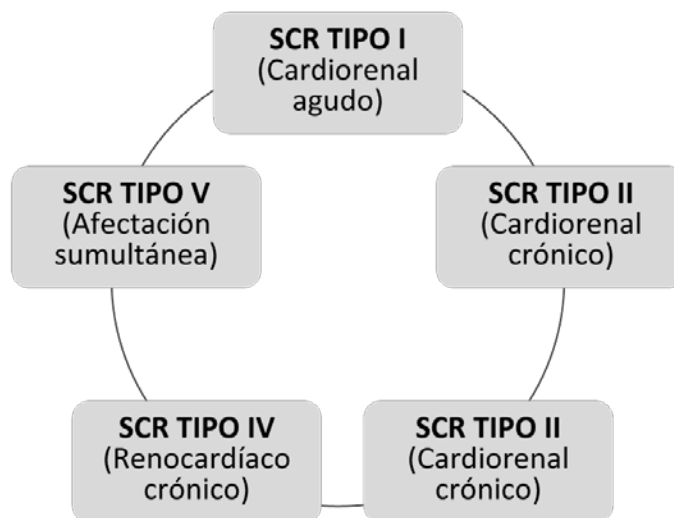 SCR TIPO I
(Cardiorenal
agudo)
SCR TIPO II
(Cardiorenal
crónico)
SCR TIPO II
(Cardiorenal
crónico)
SCR TIPO IV
(Renocardíaco
crónico)
SCR TIPO V
(Afectación
sumultánea)